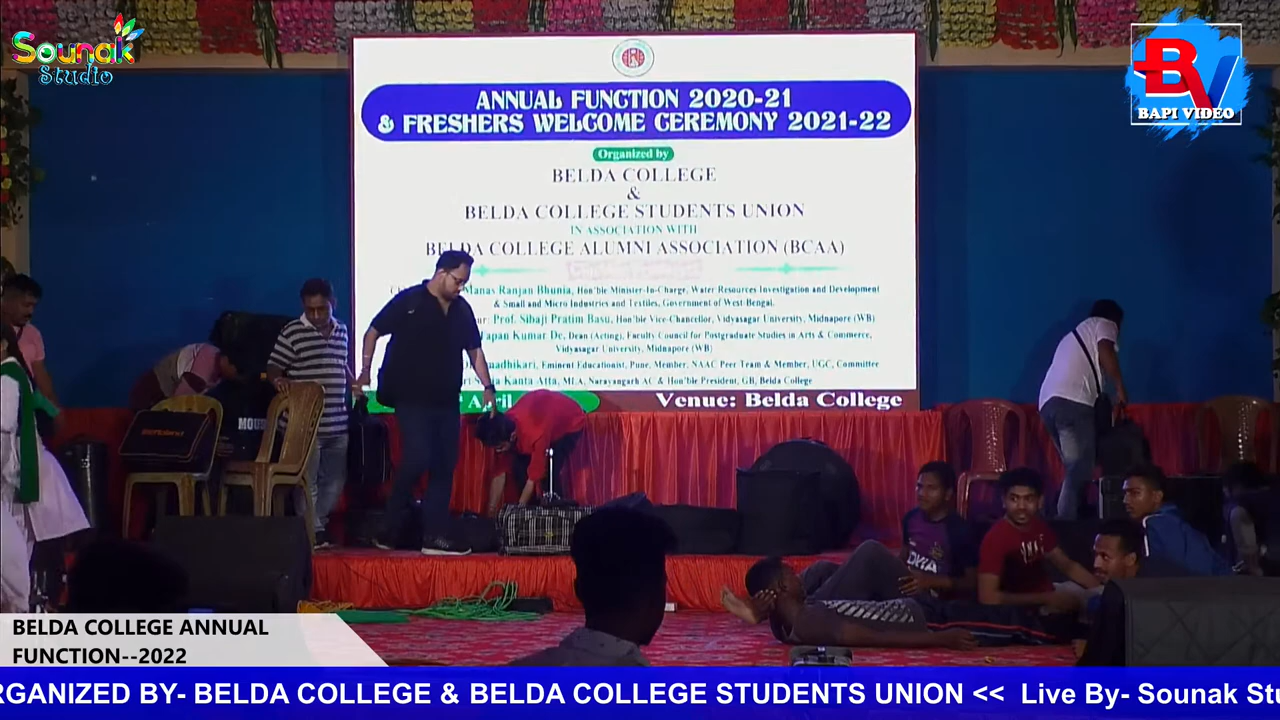 Sounak
Studio
BV
BAPI VIDEO
ANNUAL FUNCTION 2020-21
& FRESHERS WELCOME CEREMONY 2021-22
Organized by
BELDA COLLEGE
&
BELDA COLLEGE STUDENTS UNION
IN ASSOCIATION WITH
BELDA COLLEGE ALUMNI ASSOCIATION (BCAA)
Manas Ranjan Bhunia, Hon'ble Minister-In-Charge, Water Resources Investigation and Development
& Small and Micro Industries and Textiles, Government of West Bengal.
Prof. Sibaji Pratim Basu, Hon'ble Vice-Chancellor, Vidyasagar University, Midnapore (WB)
Tapan Kumar De, Dean (Acting), Faculty Council for Postgraduate Studies in Arts & Commerce,
Vidyasagar University, Midnapore (WB)
Eminent Educationist, Pune, Member, NAAC Peer Team & Member, UGC, Committee
Kanta Atta, MLA, Narayangarh AC & Hon'ble President, GB, Belda College
April
Venue: Belda College
BELDA COLLEGE ANNUAL
FUNCTION--2022
RGANIZED BY- BELDA COLLEGE & BELDA COLLEGE STUDENTS UNION << Live By- Sounak Stu